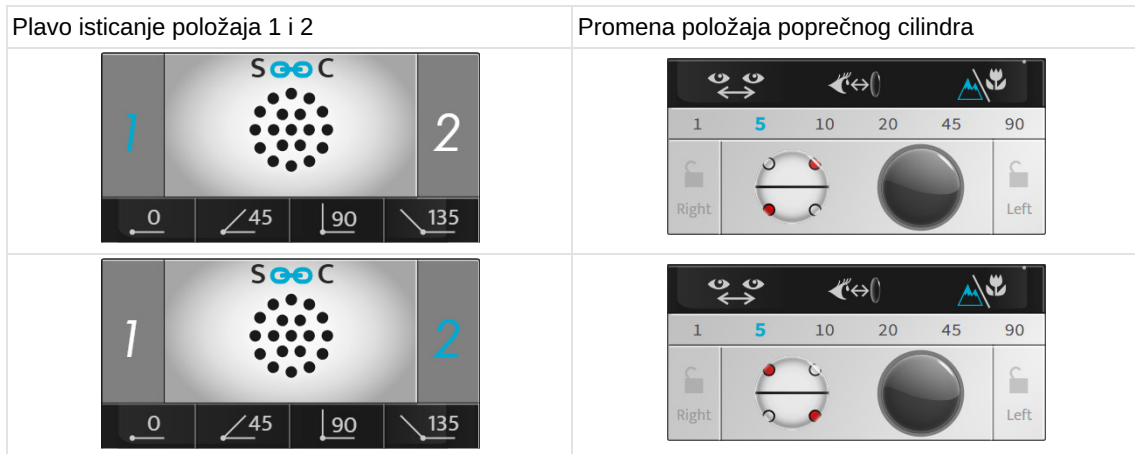 Plavo isticanje položaja 1 i 2
Promena položaja poprečnog cilindra
S C
1 2
0 45 90 135
1 5 10 20 45 90
Right Left
S C
1 2
0 45 90 135
1 5 10 20 45 90
Right Left